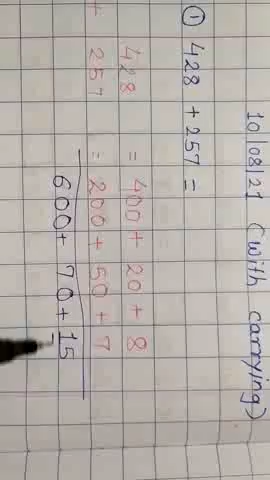 10/08/21 (with carrying)
① 428 + 257 =
428 = 400 + 20 + 8
+ 257 = 200 + 50 + 7
600 + 70 + 15